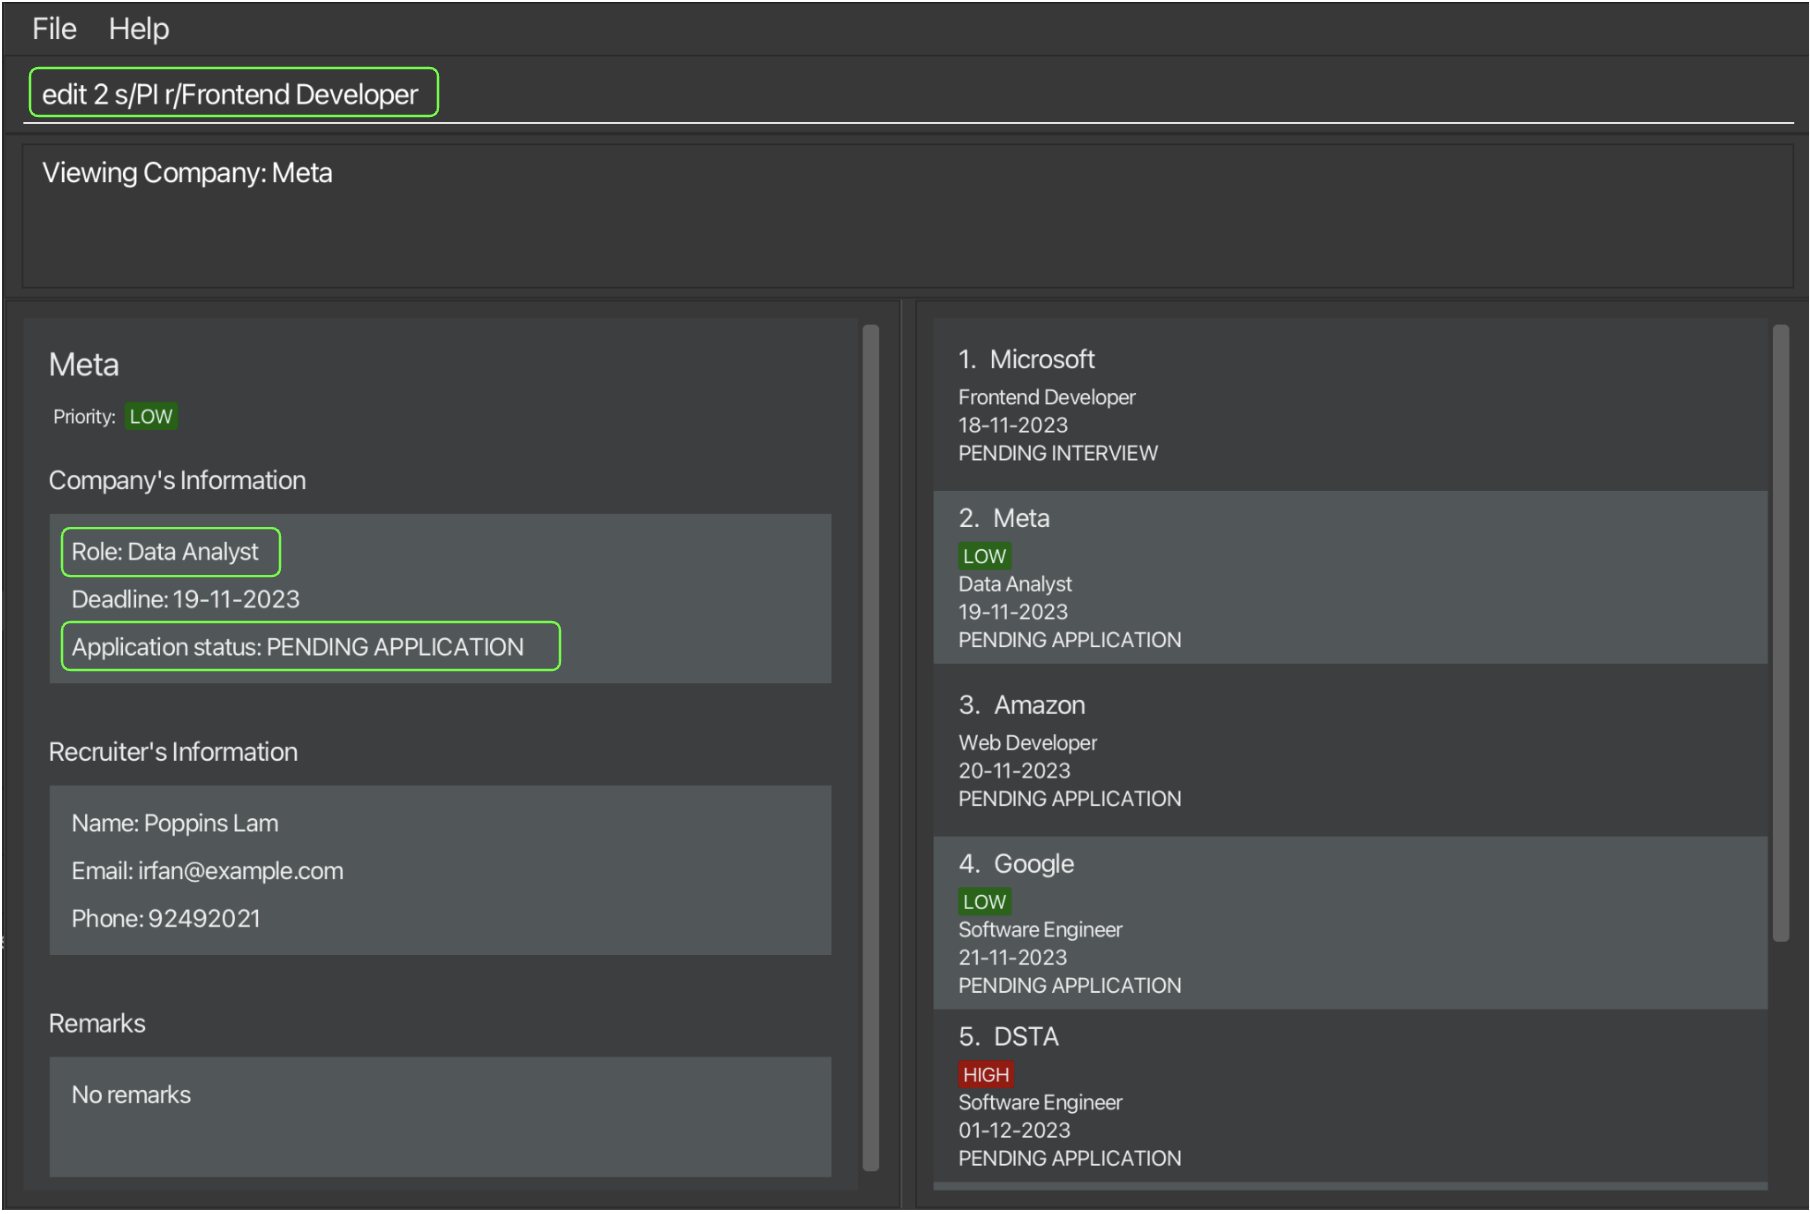 File Help
edit 2 s/PI r/Frontend Developer
Viewing Company: Meta
Meta
Priority: LOW
Company's Information
Role: Data Analyst
Deadline: 19-11-2023
Application status: PENDING APPLICATION
Recruiter's Information
Name: Poppins Lam
Email: irfan@example.com
Phone: 92492021
Remarks
No remarks
1. Microsoft
Frontend Developer
18-11-2023
PENDING INTERVIEW
2. Meta
LOW
Data Analyst
19-11-2023
PENDING APPLICATION
3. Amazon
Web Developer
20-11-2023
PENDING APPLICATION
4. Google
LOW
Software Engineer
21-11-2023
PENDING APPLICATION
5. DSTA
HIGH
Software Engineer
01-12-2023
PENDING APPLICATION